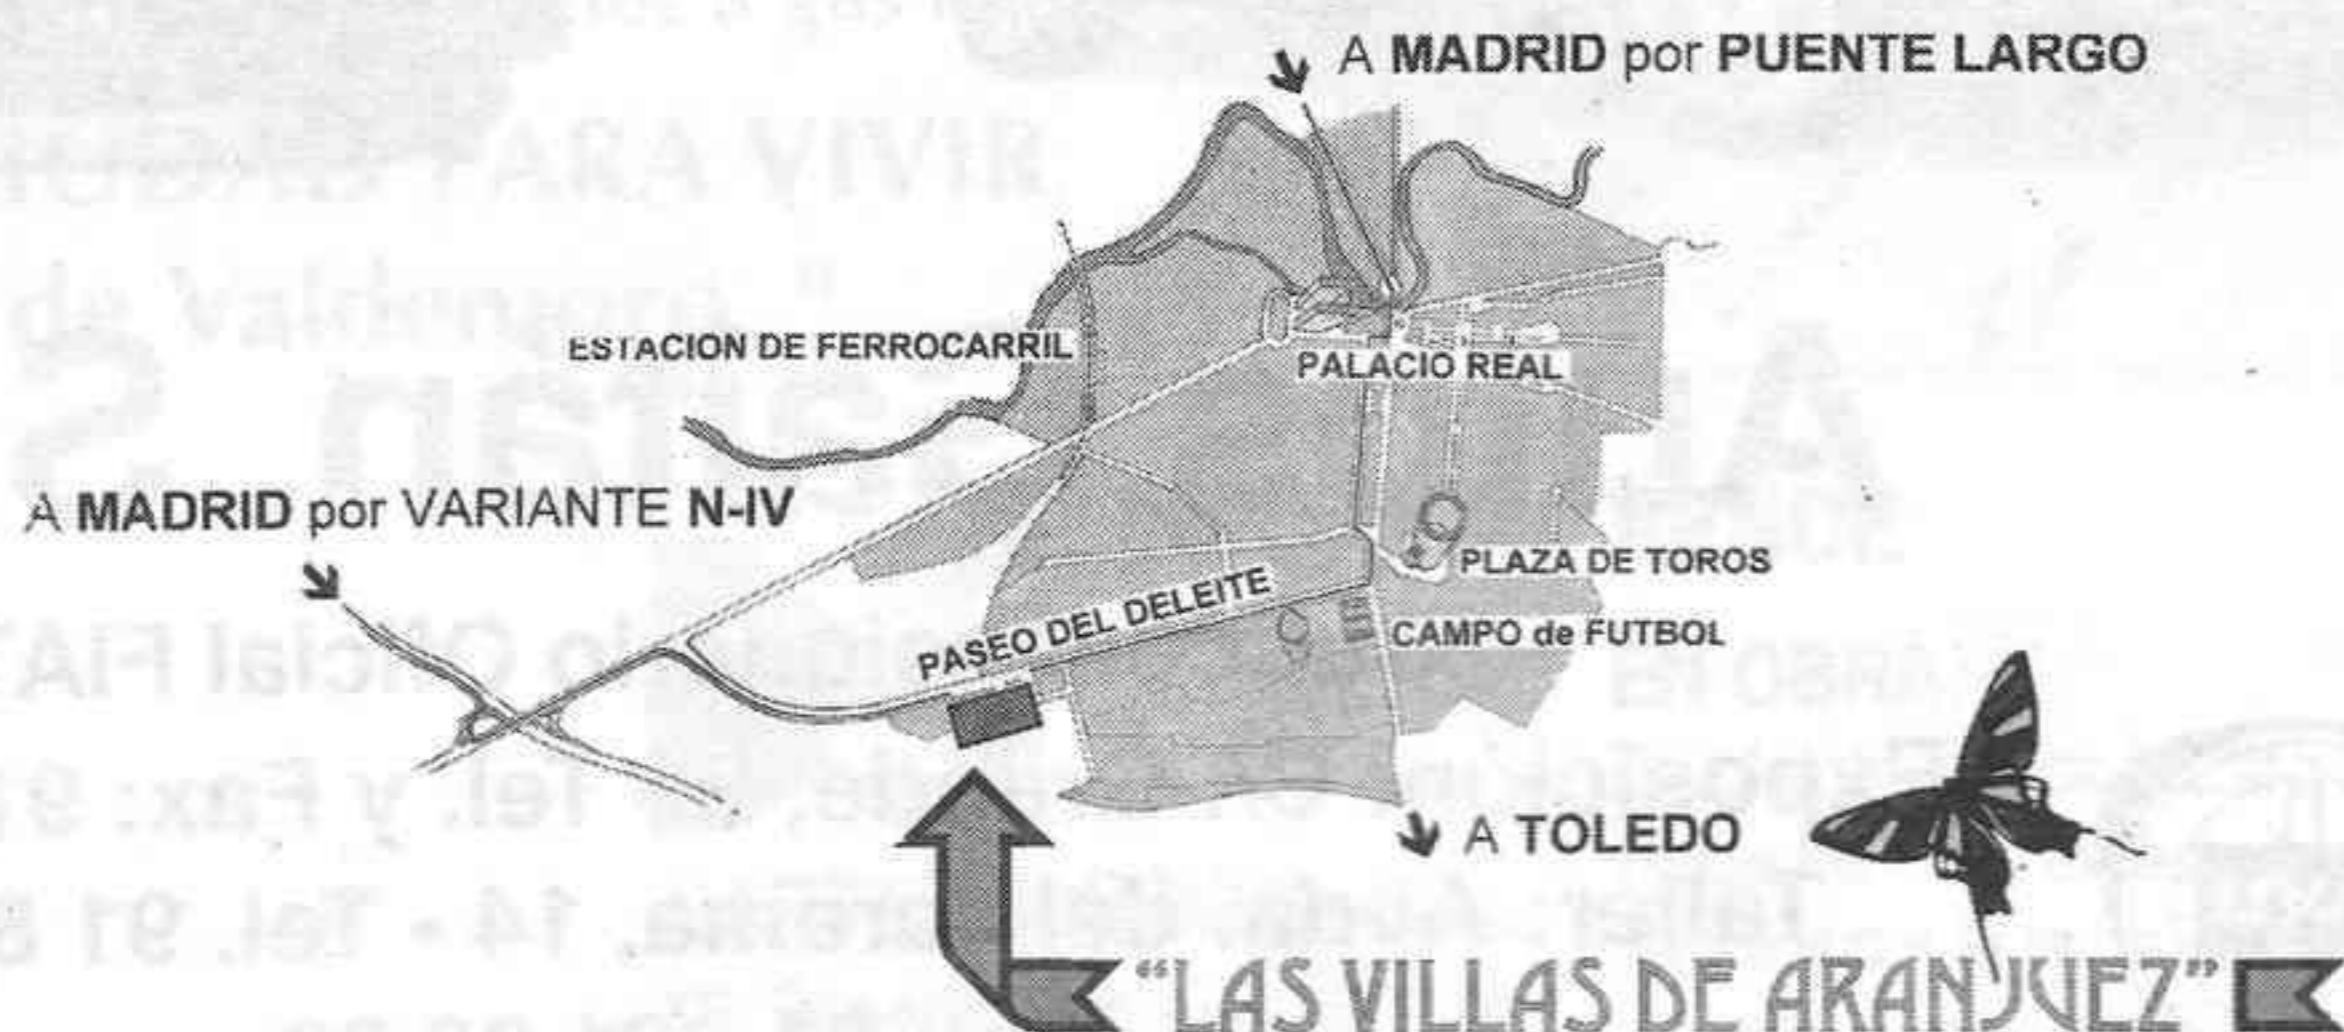 A MADRID por PUENTE LARGO
ESTACION DE FERROCARRIL
PALACIO REAL
A MADRID por VARIANTE N-IV
PLAZA DE TOROS
PASEO DEL DELEITE
CAMPO de FUTBOL
A TOLEDO
"LAS VILLAS DE ARANJUEZ"